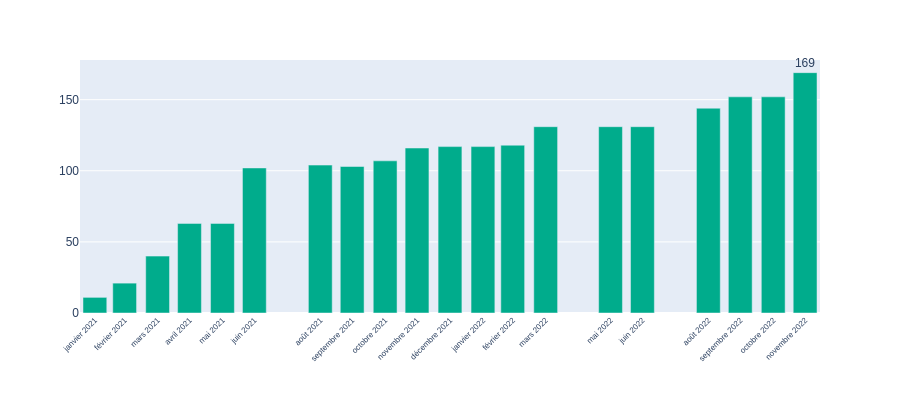 169
150
100
50
0
janvier 2021
février 2021
mars 2021
avril 2021
mai 2021
juin 2021
août 2021
septembre 2021
octobre 2021
novembre 2021
décembre 2021
janvier 2022
février 2022
mars 2022
mai 2022
juin 2022
août 2022
septembre 2022
octobre 2022
novembre 2022